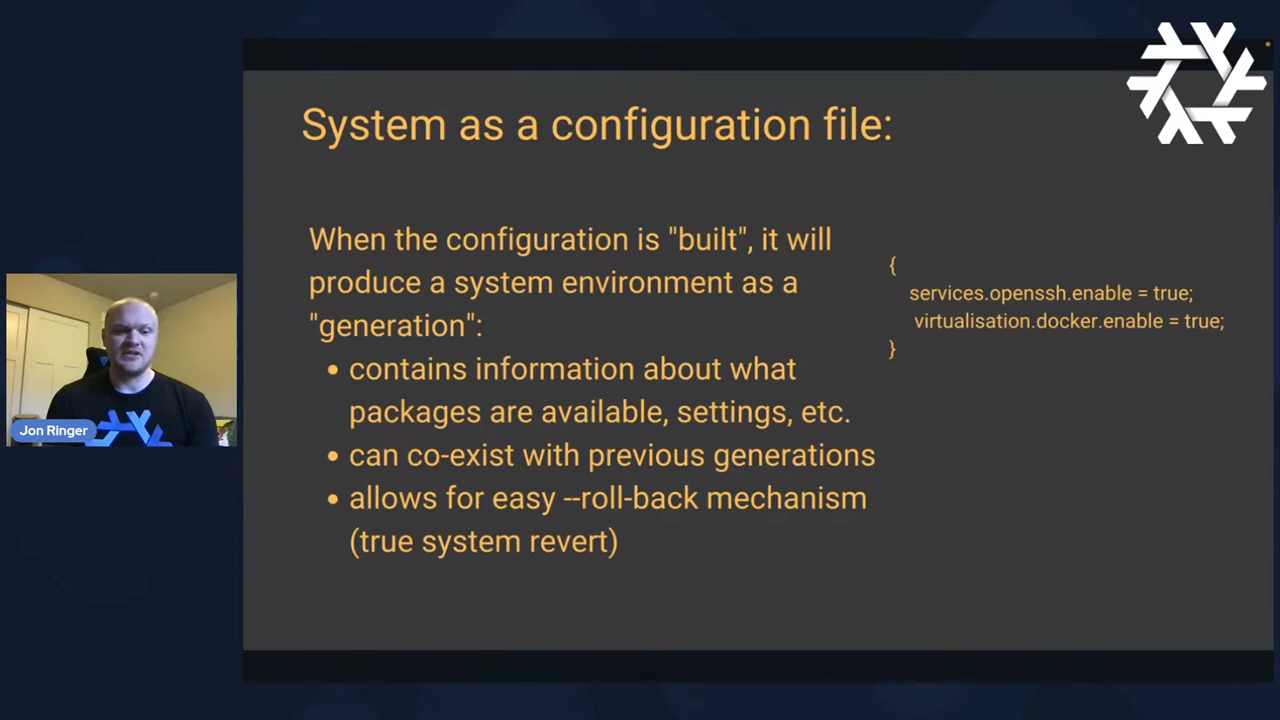 System as a configuration file:
When the configuration is "built", it will
produce a system environment as a
"generation":
• contains information about what
packages are available, settings, etc.
• can co-exist with previous generations
• allows for easy --roll-back mechanism
(true system revert)
{
services.openssh.enable = true;
virtualisation.docker.enable = true;
}
Jon Ringer